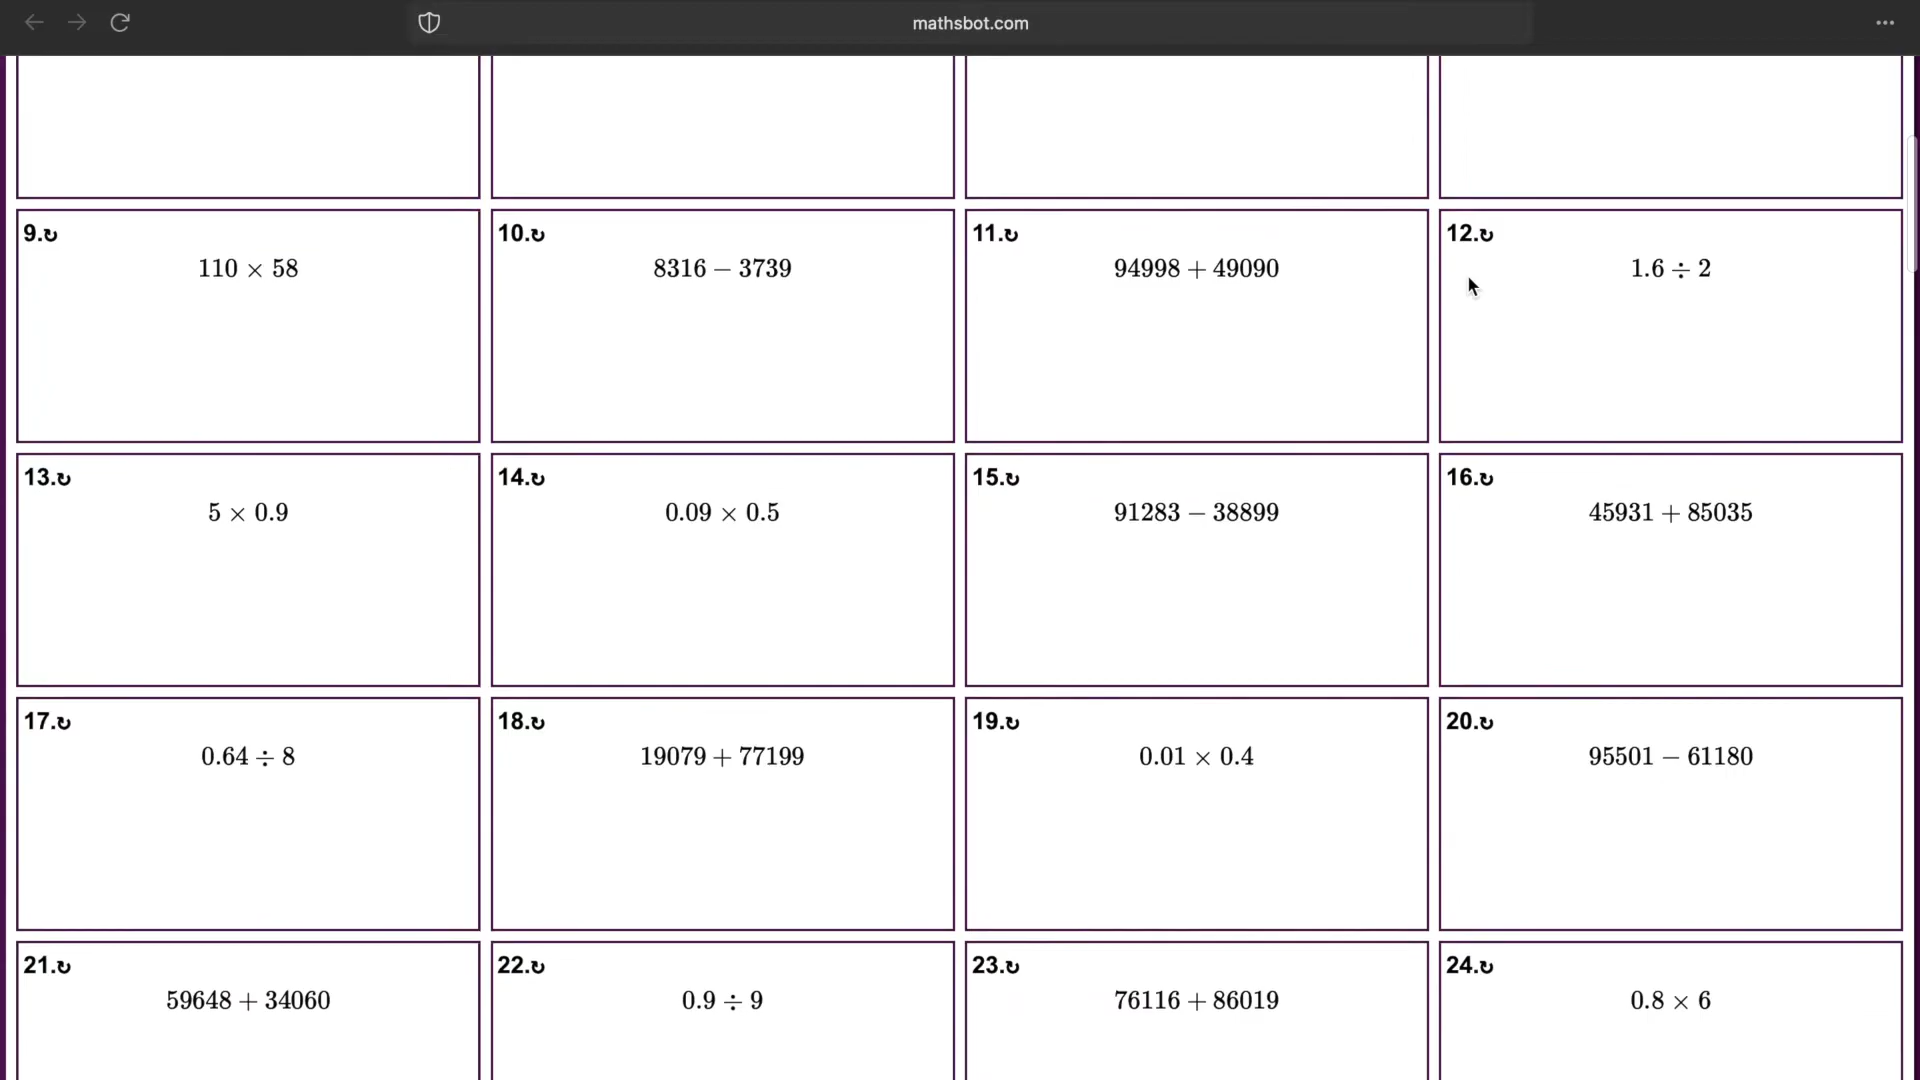 mathsbot.com
9.↻ 10.↻ 11.↻ 12.↻
110 × 58 8316 − 3739 94998 + 49090 1.6 ÷ 2
13.↻ 14.↻ 15.↻ 16.↻
5 × 0.9 0.09 × 0.5 91283 − 38899 45931 + 85035
17.↻ 18.↻ 19.↻ 20.↻
0.64 ÷ 8 19079 + 77199 0.01 × 0.4 95501 − 61180
21.↻ 22.↻ 23.↻ 24.↻
59648 + 34060 0.9 ÷ 9 76116 + 86019 0.8 × 6